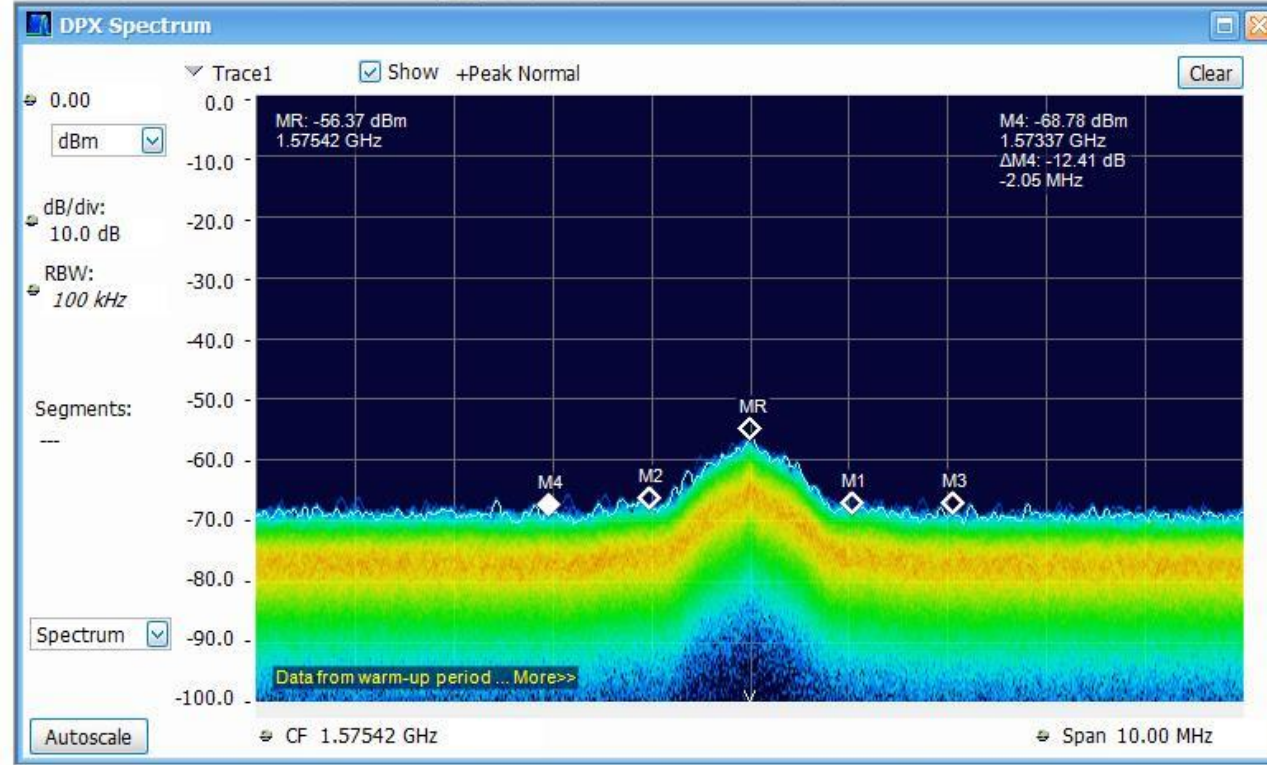 DPX Spectrum
Trace1 Show +Peak Normal Clear
0.00
dBm
dB/div:
10.0 dB
RBW:
100 kHz
Segments:
---
Spectrum
Autoscale
0.0
-10.0
-20.0
-30.0
-40.0
-50.0
-60.0
-70.0
-80.0
-90.0
-100.0
MR: -56.37 dBm
1.57542 GHz
M4: -68.78 dBm
1.57337 GHz
ΔM4: -12.41 dB
-2.05 MHz
MR
M4
M2
M1
M3
Data from warm-up period ... More>>
CF 1.57542 GHz
Span 10.00 MHz